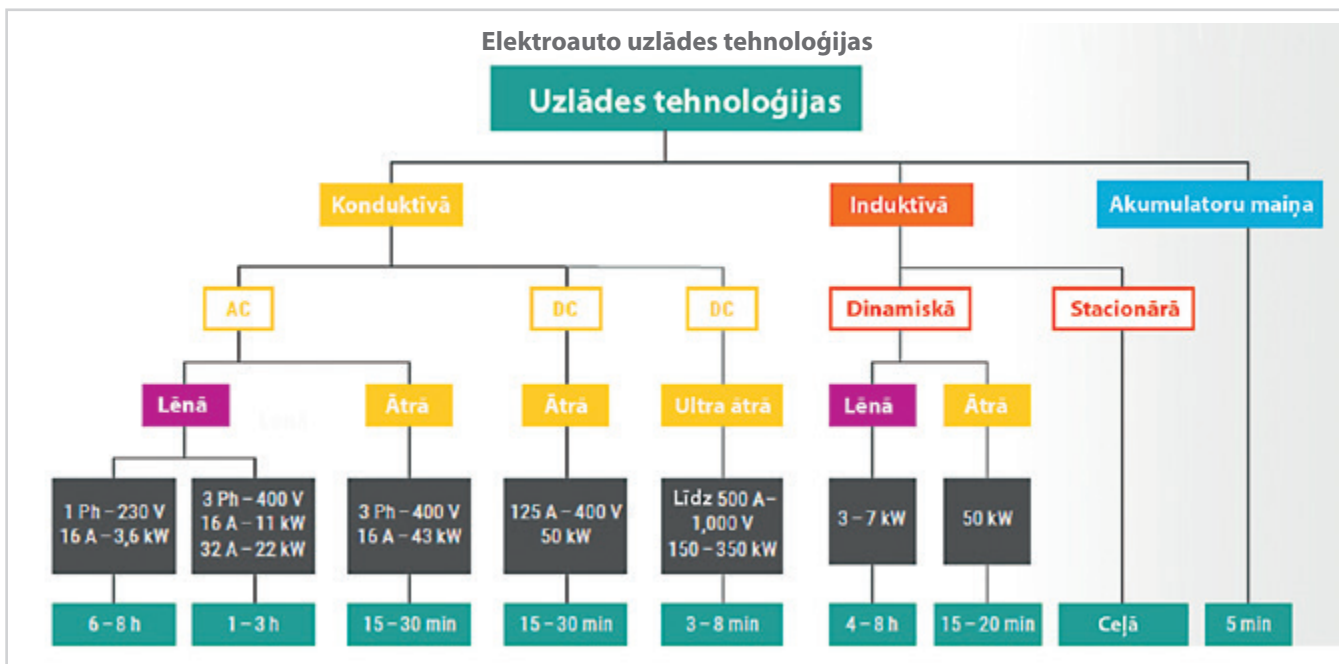 Elektroauto uzlādes tehnoloģijas
Uzlādes tehnoloģijas
Konduktīvā
Induktīvā
Akumulatoru maiņa
AC
DC
DC
Dinamiskā
Stacionārā
Lēnā
Ātrā
Ātrā
Ultra ātrā
Lēnā
Ātrā
1 Ph – 230 V
16 A – 3,6 kW
3 Ph – 400 V
16 A – 11 kW
32 A – 22 kW
3 Ph – 400 V
16 A – 43 kW
125 A – 400 V
50 kW
Līdz 500 A–
1,000 V
150 – 350 kW
3 – 7 kW
50 kW
6 – 8 h
1 – 3 h
15 – 30 min
15 – 30 min
3 – 8 min
4 – 8 h
15 – 20 min
Ceļā
5 min